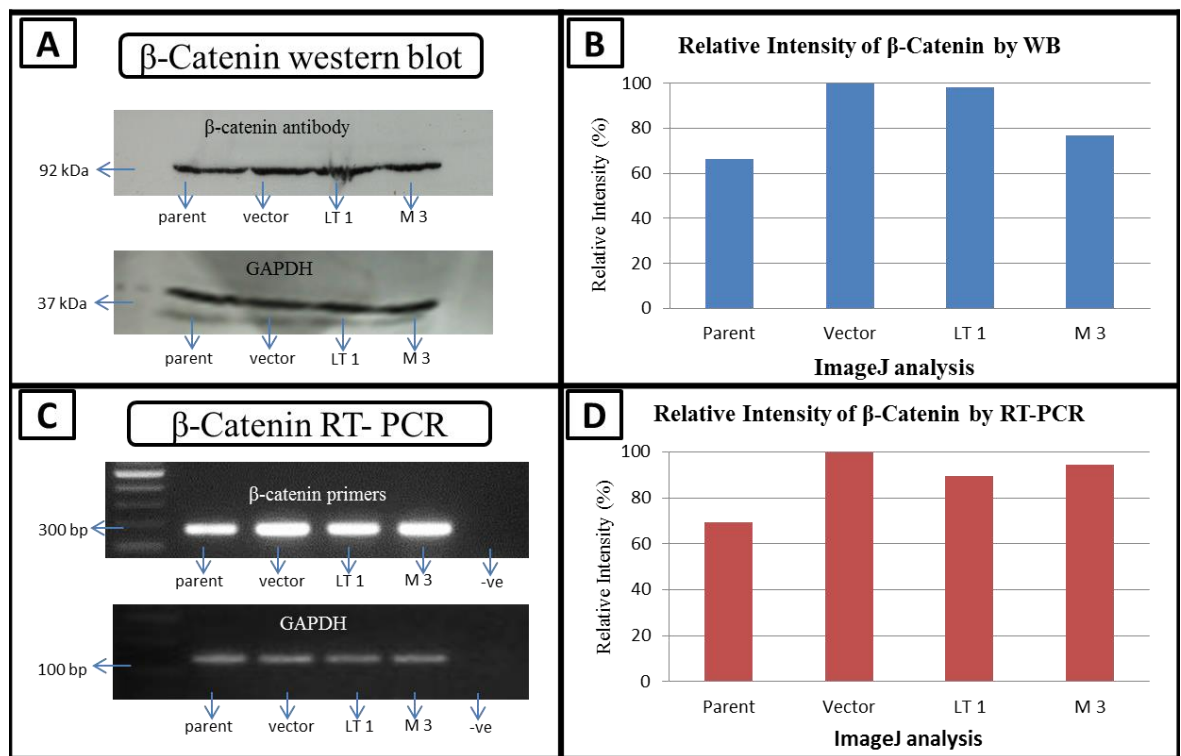 A
β-Catenin western blot
β-catenin antibody
92 kDa
parent vector LT 1 M 3
GAPDH
37 kDa
parent vector LT 1 M 3
B
Relative Intensity of β-Catenin by WB
Relative Intensity (%)
100
80
60
40
20
0
Parent Vector LT 1 M 3
ImageJ analysis
C
β-Catenin RT- PCR
β-catenin primers
300 bp
parent vector LT 1 M 3 -ve
GAPDH
100 bp
parent vector LT 1 M 3 -ve
D
Relative Intensity of β-Catenin by RT-PCR
Relative Intensity (%)
100
80
60
40
20
0
Parent Vector LT 1 M 3
ImageJ analysis